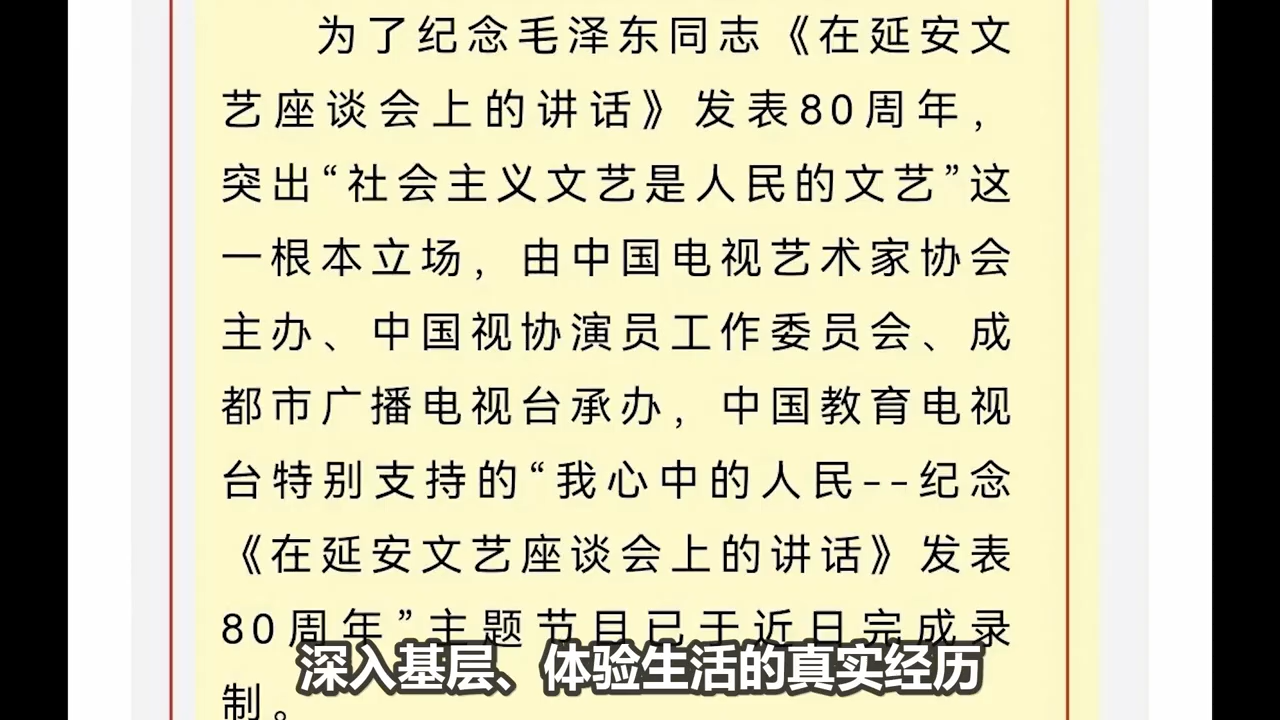 为了纪念毛泽东同志《在延安文
艺座谈会上的讲话》发表80周年，
突出“社会主义文艺是人民的文艺”这
一根本立场，由中国电视艺术家协会
主办、中国视协演员工作委员会、成
都市广播电视台承办，中国教育电视
台特别支持的“我心中的人民--纪念
《在延安文艺座谈会上的讲话》发表
80周年”主题节目已于近日完成录
制。
深入基层、体验生活的真实经历